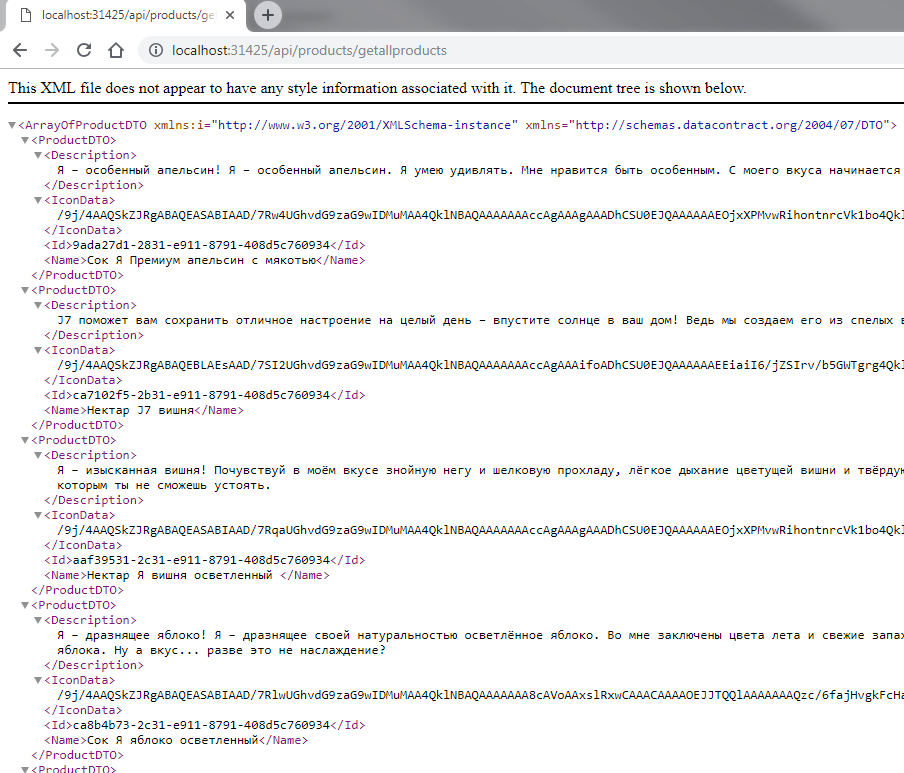 localhost:31425/api/products/get
localhost:31425/api/products/getallproducts
This XML file does not appear to have any style information associated with it. The document tree is shown below.
<ArrayOfProductDTO xmlns:i="http://www.w3.org/2001/XMLSchema-instance" xmlns="http://schemas.datacontract.org/2004/07/DTO">
<ProductDTO>
<Description>
Я – особенный апельсин! Я – особенный апельсин. Я умею удивлять. Мне нравится быть особенным. С моего вкуса начинается
</Description>
<IconData>
/9j/4AAQSkZJRgABAQEASABIAAD/7Rw4UGhvdG9zaG9wIDMuMAA4QklNBAQAAAAAAAccAgAAAgAAADhCSU0EJQAAAAAAEOjxXPMvwRihontnrcVk1bo4Qkl
</IconData>
<Id>9ada27d1-2831-e911-8791-408d5c760934</Id>
<Name>Сок Я Премиум апельсин с мякотью</Name>
</ProductDTO>
<ProductDTO>
<Description>
J7 поможет вам сохранить отличное настроение на целый день – впустите солнце в ваш дом! Ведь мы создаем его из спелых в
</Description>
<IconData>
/9j/4AAQSkZJRgABAQEBLAEsAAD/7SI2UGhvdG9zaG9wIDMuMAA4QklNBAQAAAAAAAccAgAAAifoADhCSU0EJQAAAAAAEEiaiI6/jZSIrv/b5GWTgrg4Qkl
</IconData>
<Id>ca7102f5-2b31-e911-8791-408d5c760934</Id>
<Name>Нектар J7 вишня</Name>
</ProductDTO>
<ProductDTO>
<Description>
Я – изысканная вишня! Почувствуй в моём вкусе знойную негу и шелковую прохладу, лёгкое дыхание цветущей вишни и твёрдую
которым ты не сможешь устоять.
</Description>
<IconData>
/9j/4AAQSkZJRgABAQEASABIAAD/7RqaUGhvdG9zaG9wIDMuMAA4QklNBAQAAAAAAAccAgAAAgAAADhCSU0EJQAAAAAAEOjxXPMvwRihontnrcVk1bo4Qkl
</IconData>
<Id>aaf39531-2c31-e911-8791-408d5c760934</Id>
<Name>Нектар Я вишня осветленный </Name>
</ProductDTO>
<ProductDTO>
<Description>
Я – дразнящее яблоко! Я – дразнящее своей натуральностью осветлённое яблоко. Во мне заключены цвета лета и свежие запах
яблока. Ну а вкус... разве это не наслаждение?
</Description>
<IconData>
/9j/4AAQSkZJRgABAQEASABIAAD/7RlwUGhvdG9zaG9wIDMuMAA4QklNBAQAAAAAAA8cAVoAAxslRxwCAAACAAAAOEJJTQQlAAAAAAAQzc/6fajHvgkFcHa
</IconData>
<Id>ca8b4b73-2c31-e911-8791-408d5c760934</Id>
<Name>Сок Я яблоко осветленный</Name>
</ProductDTO>
<ProductDTO>